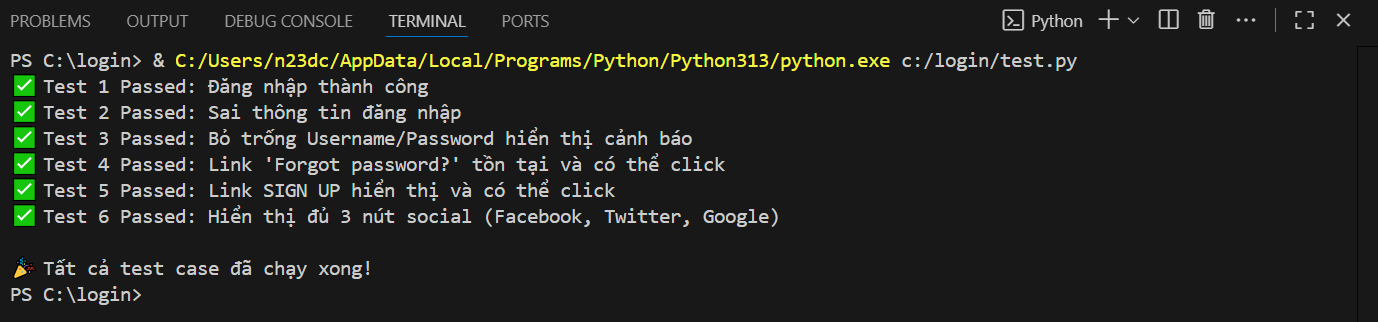 PROBLEMS OUTPUT DEBUG CONSOLE TERMINAL PORTS Python
PS C:\login> & C:/Users/n23dc/AppData/Local/Programs/Python/Python313/python.exe c:/login/test.py
✅ Test 1 Passed: Đăng nhập thành công
✅ Test 2 Passed: Sai thông tin đăng nhập
✅ Test 3 Passed: Bỏ trống Username/Password hiển thị cảnh báo
✅ Test 4 Passed: Link 'Forgot password?' tồn tại và có thể click
✅ Test 5 Passed: Link SIGN UP hiển thị và có thể click
✅ Test 6 Passed: Hiển thị đủ 3 nút social (Facebook, Twitter, Google)
🎉 Tất cả test case đã chạy xong!
PS C:\login>